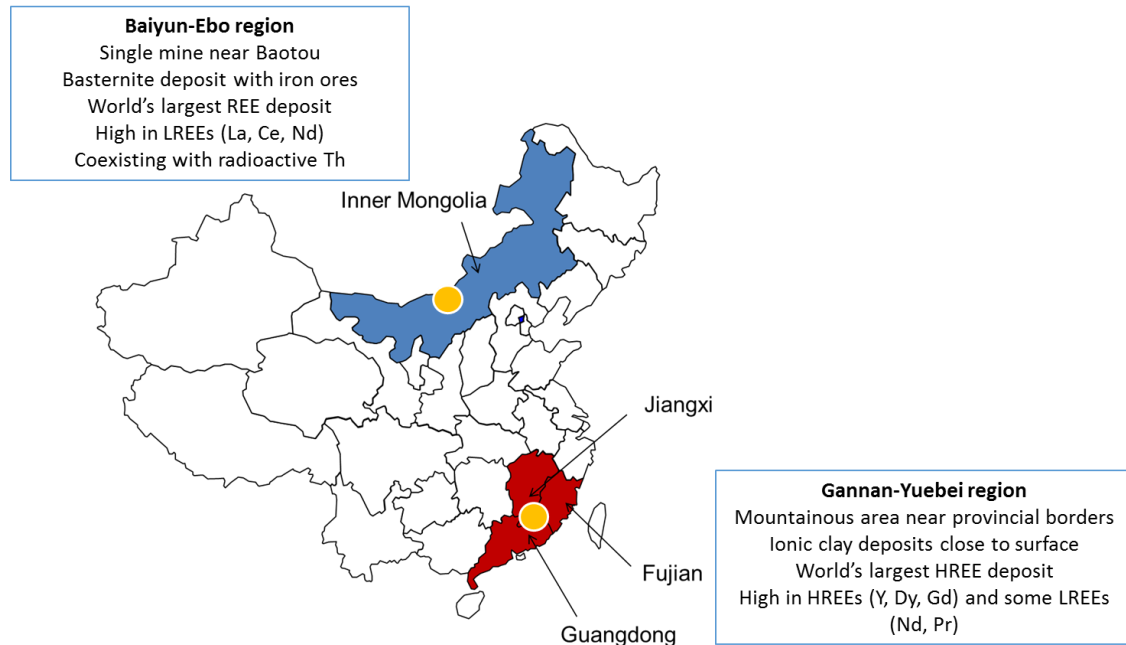 Baiyun-Ebo region
Single mine near Baotou
Basternite deposit with iron ores
World's largest REE deposit
High in LREEs (La, Ce, Nd)
Coexisting with radioactive Th
Inner Mongolia
Jiangxi
Gannan-Yuebei region
Mountainous area near provincial borders
Ionic clay deposits close to surface
World's largest HREE deposit
High in HREEs (Y, Dy, Gd) and some LREEs
(Nd, Pr)
Fujian
Guangdong